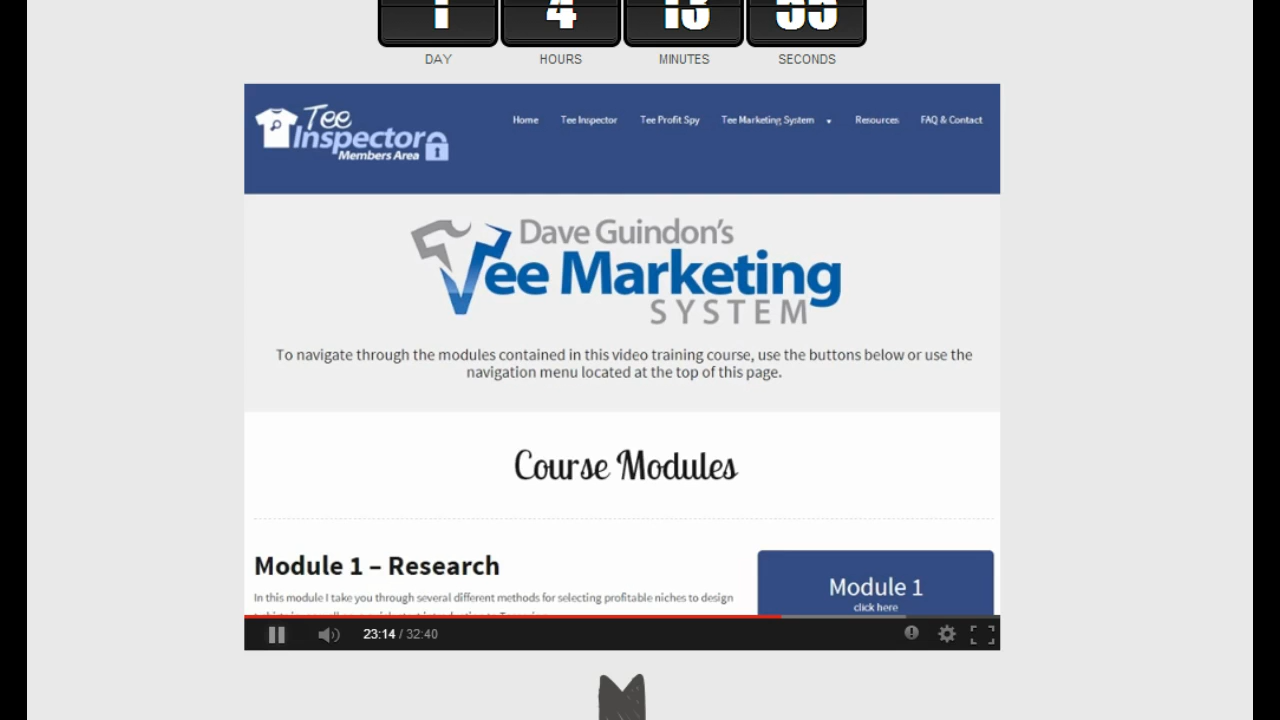 1 4 13 55
DAY HOURS MINUTES SECONDS
Tee
Inspector
Members Area
Home Tee Inspector Tee Profit Spy Tee Marketing System Resources FAQ & Contact
Dave Guindon's
Tee Marketing
SYSTEM
To navigate through the modules contained in this video training course, use the buttons below or use the
navigation menu located at the top of this page.
Course Modules
Module 1 – Research
Module 1
In this module I take you through several different methods for selecting profitable niches to design
click here
23:14 / 32:40